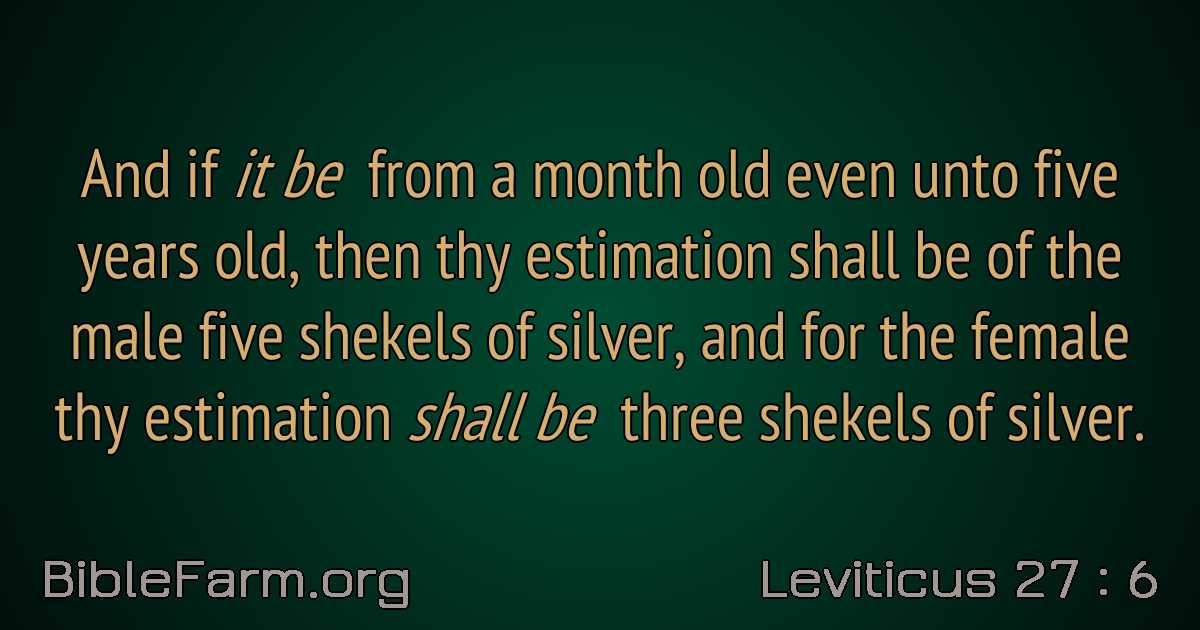 And if it be from a month old even unto five
years old, then thy estimation shall be of the
male five shekels of silver, and for the female
thy estimation shall be three shekels of silver.
BibleFarm.org
Leviticus 27 : 6